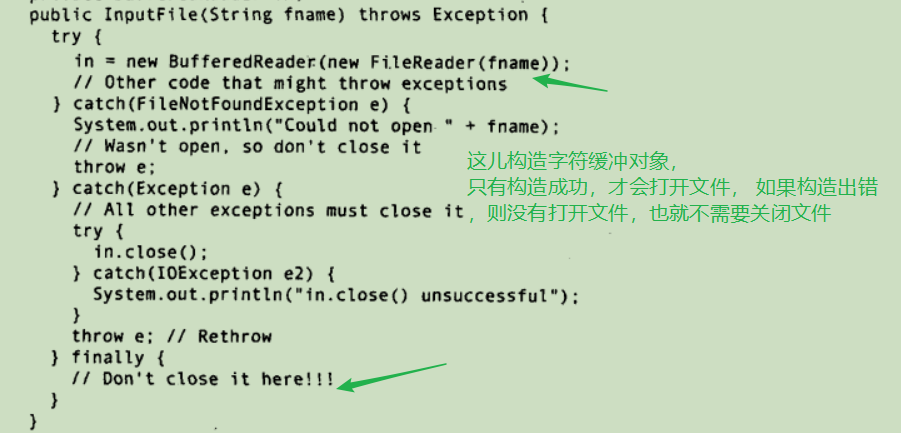 public InputFile(String fname) throws Exception {
try {
in = new BufferedReader(new FileReader(fname));
// Other code that might throw exceptions
} catch(FileNotFoundException e) {
System.out.println("Could not open " + fname);
// Wasn't open, so don't close it
throw e;
} catch(Exception e) {
// All other exceptions must close it
try {
in.close();
} catch(IOException e2) {
System.out.println("in.close() unsuccessful");
}
throw e; // Rethrow
} finally {
// Don't close it here!!!
}
}
这儿构造字符缓冲对象，
只有构造成功，才会打开文件， 如果构造出错
，则没有打开文件，也就不需要关闭文件